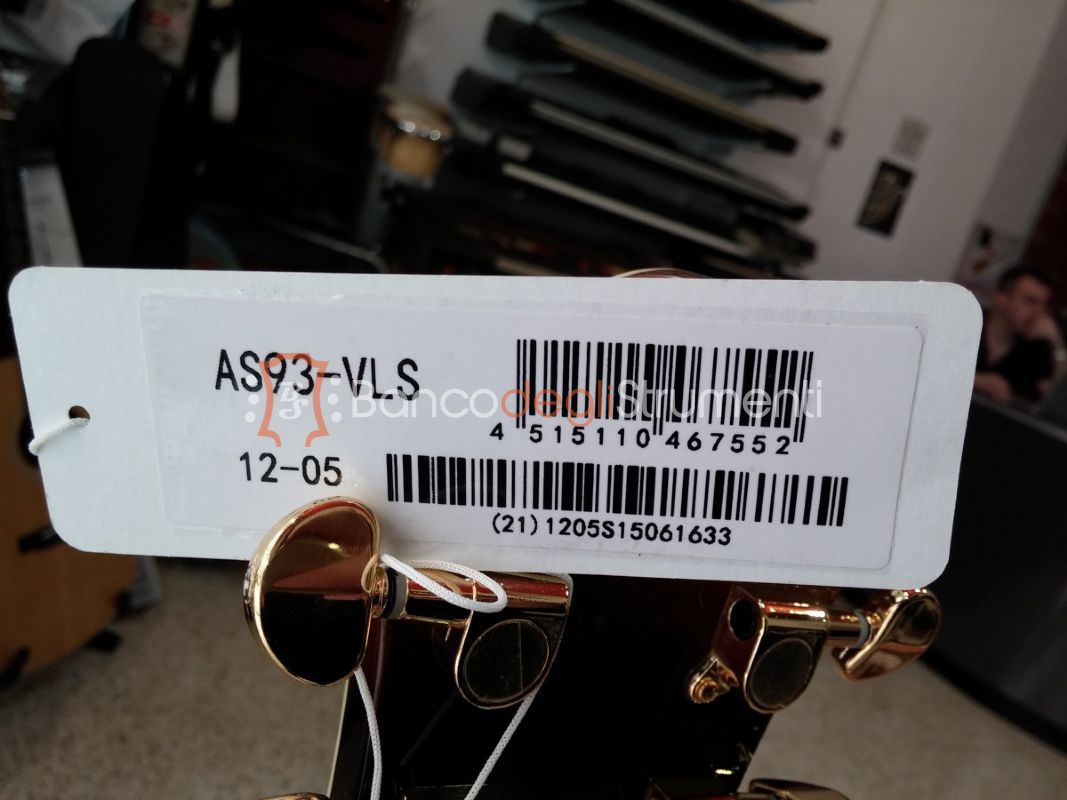 AS93-VLS
BancodegliStrumenti
4 515110 467552
12-05
(21)1205S15061633